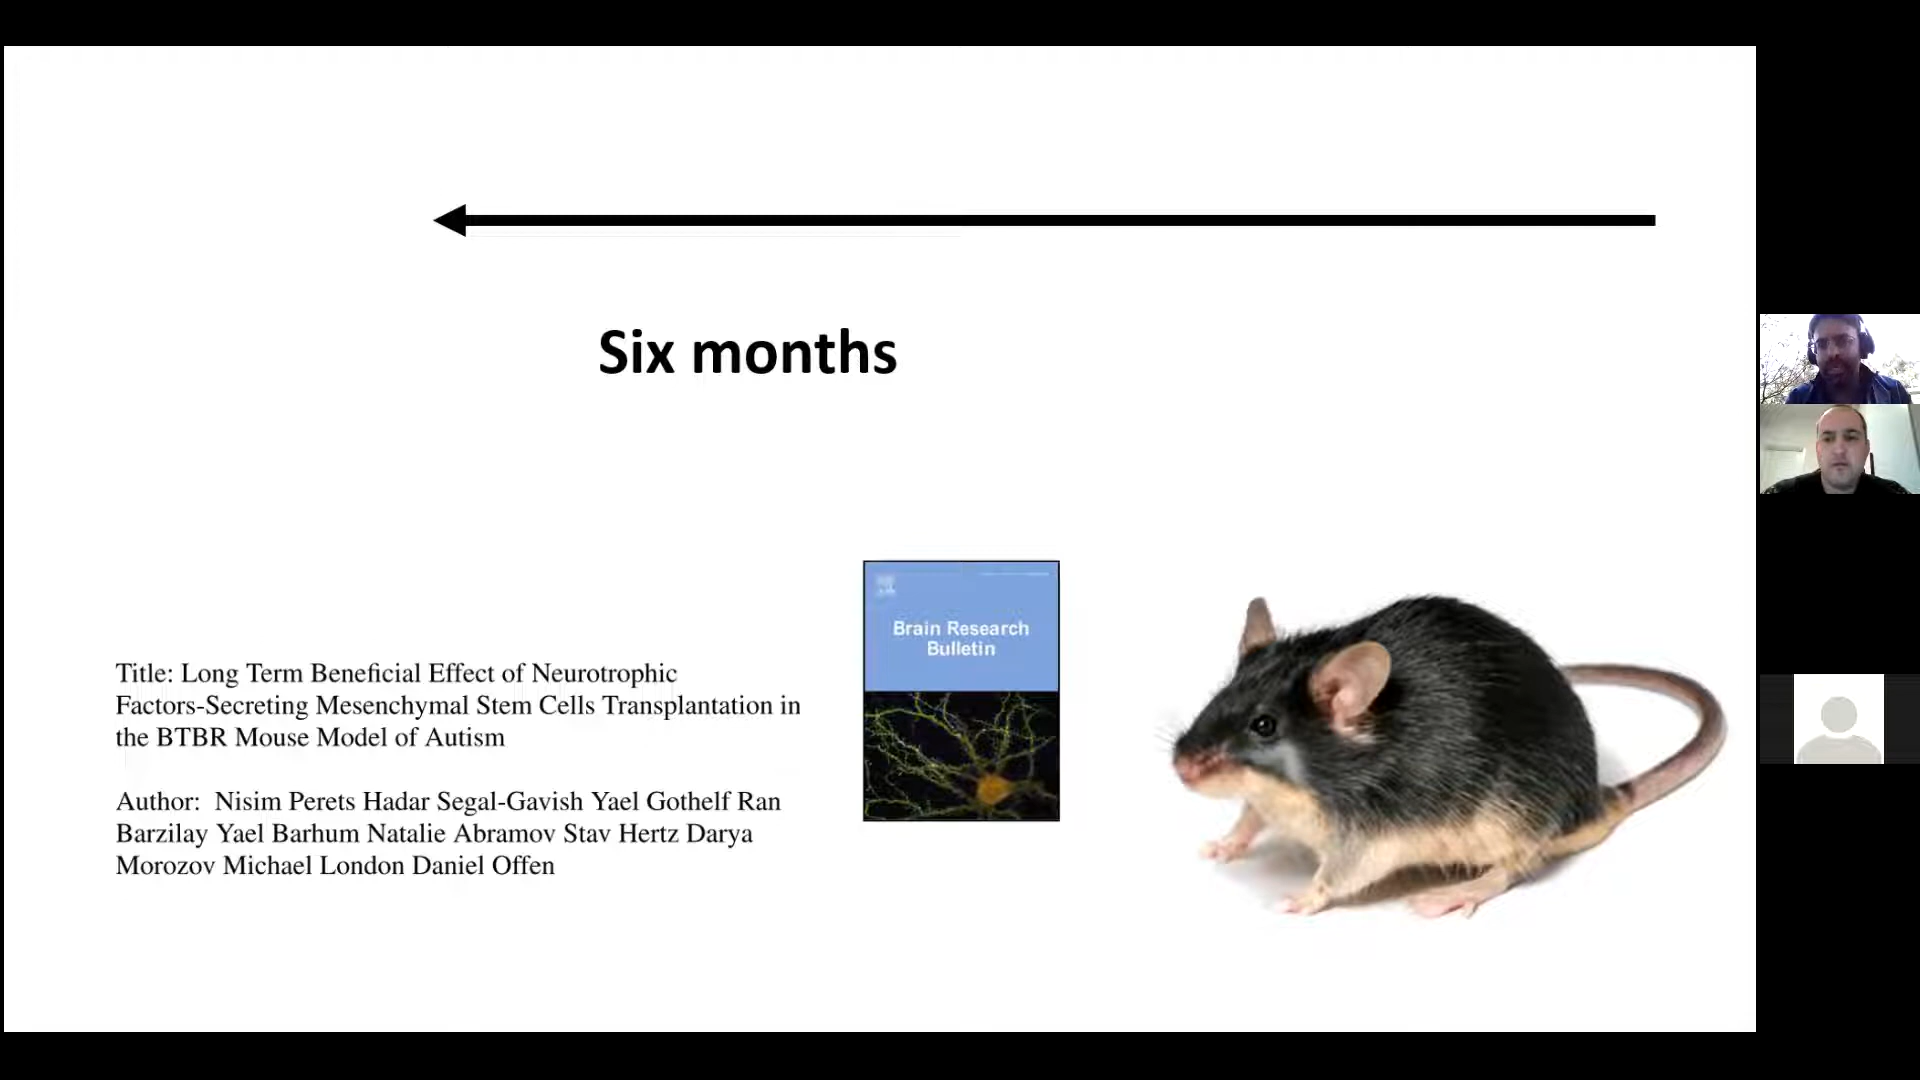 Six months
Brain Research
Bulletin
Title: Long Term Beneficial Effect of Neurotrophic
Factors-Secreting Mesenchymal Stem Cells Transplantation in
the BTBR Mouse Model of Autism
Author:  Nisim Perets Hadar Segal-Gavish Yael Gothelf Ran
Barzilay Yael Barhum Natalie Abramov Stav Hertz Darya
Morozov Michael London Daniel Offen